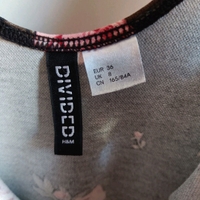 DIVIDED
H&M
EUR 36
UK 8
CN 165/84A